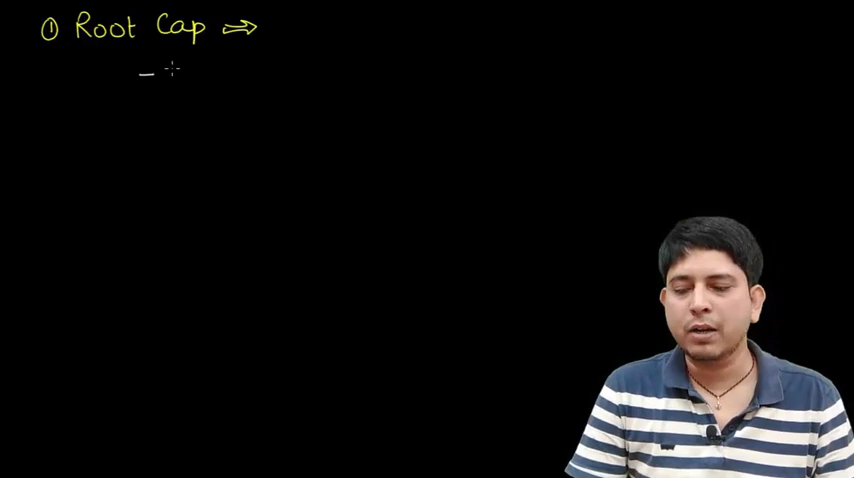 ① Root Cap ⇒
–